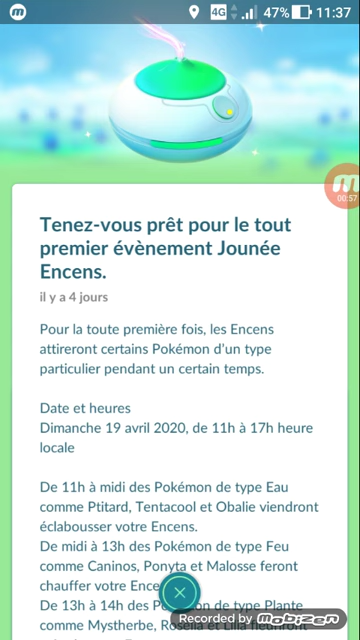 4G 47% 11:37
00:57
Tenez-vous prêt pour le tout
premier évènement Jounée
Encens.
il y a 4 jours
Pour la toute première fois, les Encens
attireront certains Pokémon d'un type
particulier pendant un certain temps.
Date et heures
Dimanche 19 avril 2020, de 11h à 17h heure
locale
De 11h à midi des Pokémon de type Eau
comme Ptitard, Tentacool et Obalie viendront
éclabousser votre Encens.
De midi à 13h des Pokémon de type Feu
comme Caninos, Ponyta et Malosse feront
chauffer votre
De 13h à 14h des type Plante
comme Mystherbe,
Recorded by Mobizen